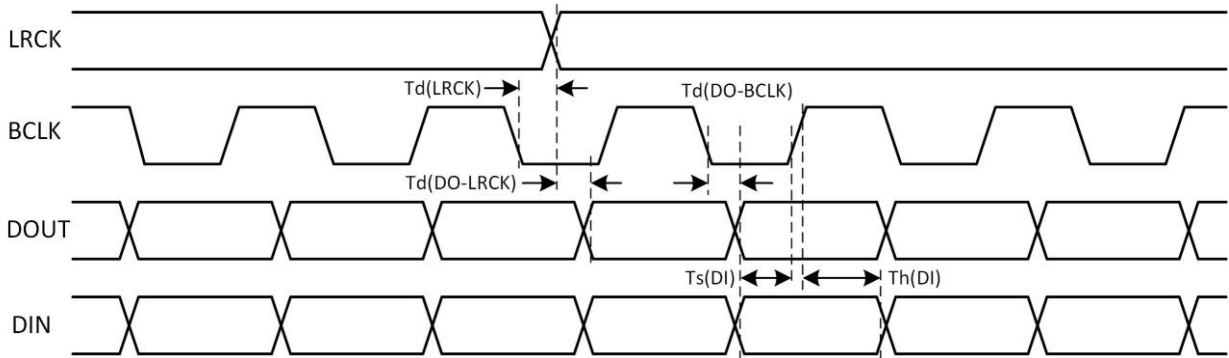 LRCK
Td(LRCK)
Td(DO-BCLK)
BCLK
Td(DO-LRCK)
DOUT
Ts(DI)
Th(DI)
DIN